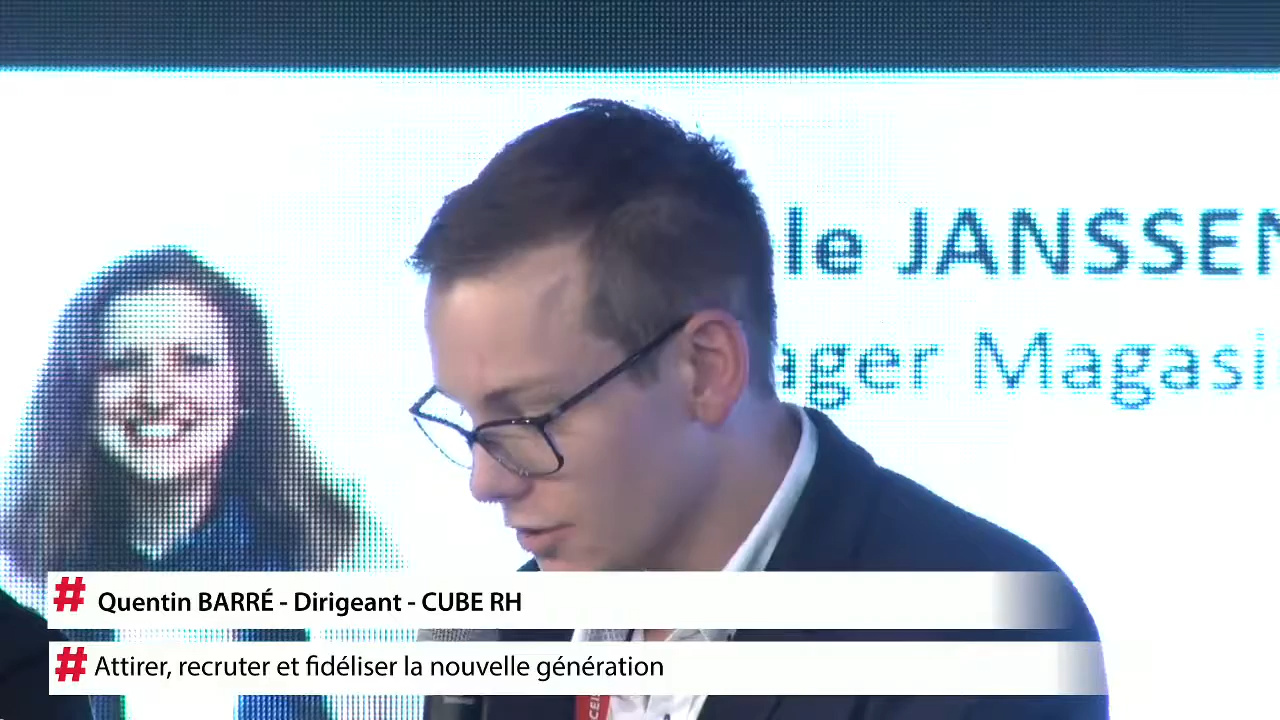 le JANSSEN
ager Magasi
# Quentin BARRÉ - Dirigeant - CUBE RH
# Attirer, recruter et fidéliser la nouvelle génération